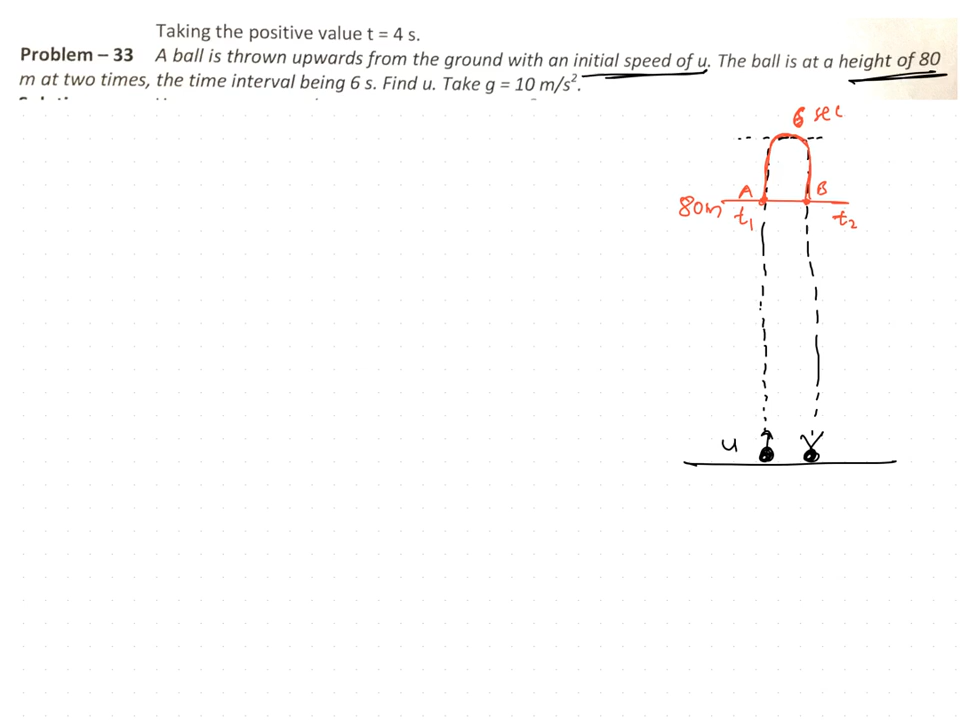 Taking the positive value t = 4 s.
Problem – 33 A ball is thrown upwards from the ground with an initial speed of u. The ball is at a height of 80
m at two times, the time interval being 6 s. Find u. Take g = 10 m/s².
6 sec
A B
80m t₁ t₂
u